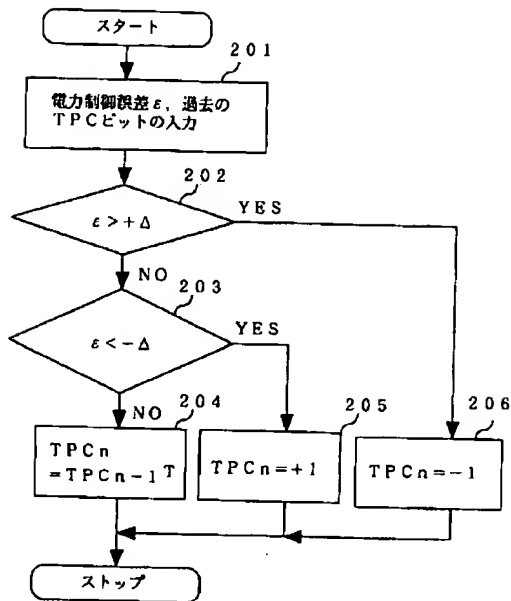 スタート
201
電力制御誤差ε，過去の
TPCビットの入力
202
ε>+Δ
YES
NO
203
ε<-Δ
YES
NO
204
TPCn
=TPCn-1 T
205
TPCn=+1
206
TPCn=-1
ストップ